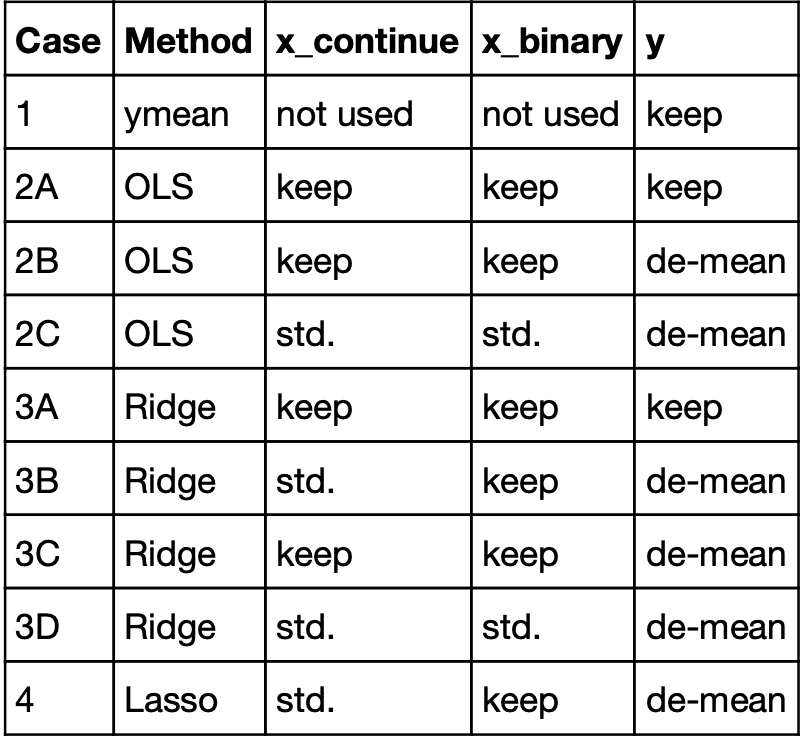 Case Method x_continue x_binary y
1 ymean not used not used keep
2A OLS keep keep keep
2B OLS keep keep de-mean
2C OLS std. std. de-mean
3A Ridge keep keep keep
3B Ridge std. keep de-mean
3C Ridge keep keep de-mean
3D Ridge std. std. de-mean
4 Lasso std. keep de-mean